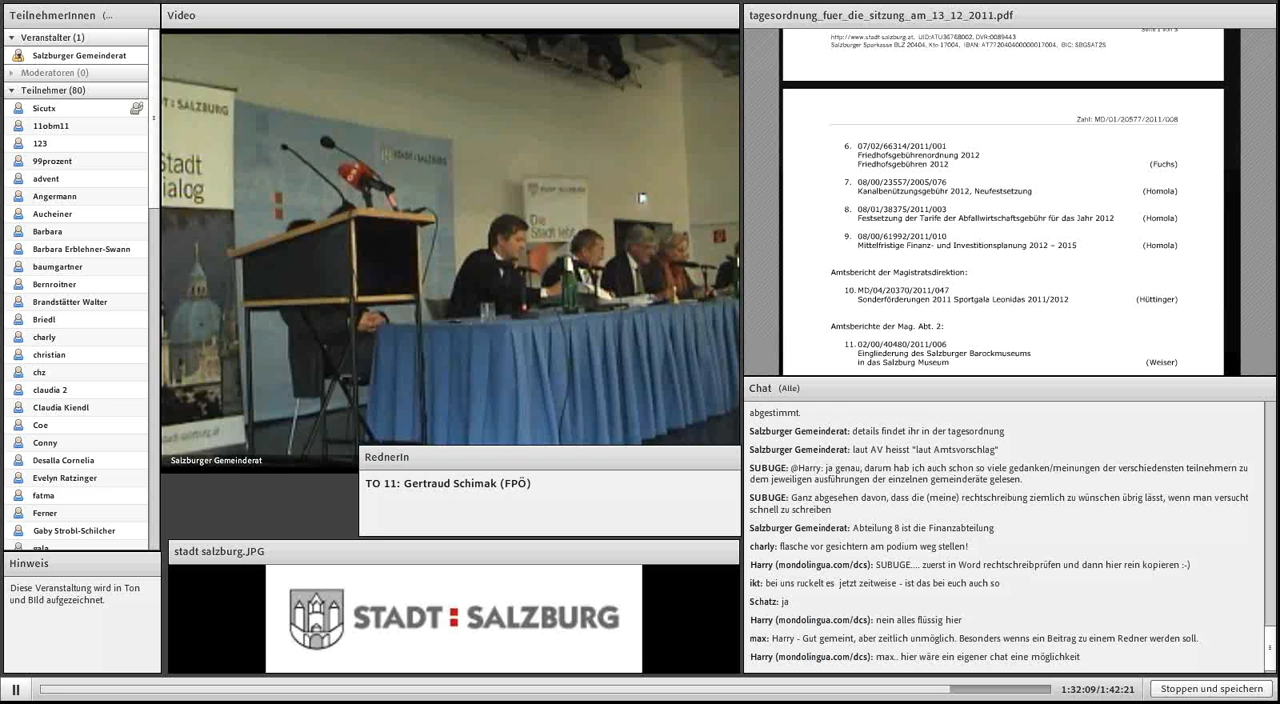 TeilnehmerInnen (...
Veranstalter (1)
Salzburger Gemeinderat
Moderatoren (0)
Teilnehmer (80)
Sicutx
11obm11
123
99prozent
advent
Angermann
Aucheiner
Barbara
Barbara Erblehner-Swann
baumgartner
Bernroitner
Brandstätter Walter
Briedl
charly
christian
chz
claudia 2
Claudia Kiendl
Coe
Conny
Desalla Cornelia
Evelyn Ratzinger
fatma
Ferner
Gaby Strobl-Schilcher
gala
Hinweis
Diese Veranstaltung wird in Ton
und BIld aufgezeichnet.
Video
SALZBURG
Stadt
ialog
Die
Stadt lebt
Salzburger Gemeinderat
RednerIn
TO 11: Gertraud Schimak (FPÖ)
stadt salzburg.JPG
STADT : SALZBURG
tagesordnung_fuer_die_sitzung_am_13_12_2011.pdf
http://www.stadt-salzburg.at, UID:ATU36768002, DVR:0089443
Salzburger Sparkasse BLZ 20404, Kto 17004, IBAN: AT772040400000017004, BIC: SBGSAT2S
Zahl: MD/01/20577/2011/008
6. 07/02/66314/2011/001
Friedhofsgebührenordnung 2012
Friedhofsgebühren 2012 (Fuchs)
7. 08/00/23557/2005/076
Kanalbenützungsgebühr 2012, Neufestsetzung (Homola)
8. 08/01/38375/2011/003
Festsetzung der Tarife der Abfallwirtschaftsgebühr für das Jahr 2012 (Homola)
9. 08/00/61992/2011/010
Mittelfristige Finanz- und Investitionsplanung 2012 – 2015 (Homola)
Amtsbericht der Magistratsdirektion:
10. MD/04/20370/2011/047
Sonderförderungen 2011 Sportgala Leonidas 2011/2012 (Hüttinger)
Amtsberichte der Mag. Abt. 2:
11. 02/00/40480/2011/006
Eingliederung des Salzburger Barockmuseums
in das Salzburg Museum (Weiser)
Chat (Alle)
abgestimmt.
Salzburger Gemeinderat: details findet ihr in der tagesordnung
Salzburger Gemeinderat: laut AV heisst "laut Amtsvorschlag"
SUBUGE: @Harry: ja genau, darum hab ich auch schon so viele gedanken/meinungen der verschiedensten teilnehmern zu
dem jeweiligen ausführungen der einzelnen gemeinderäte gelesen.
SUBUGE: Ganz abgesehen davon, dass die (meine) rechtschreibung ziemlich zu wünschen übrig lässt, wenn man versucht
schnell zu schreiben
Salzburger Gemeinderat: Abteilung 8 ist die Finanzabteilung
charly: flasche vor gesichtern am podium weg stellen!
Harry (mondolingua.com/dcs): SUBUGE.... zuerst in Word rechtschreibprüfen und dann hier rein kopieren :-)
ikt: bei uns ruckelt es jetzt zeitweise - ist das bei euch auch so
Schatz: ja
Harry (mondolingua.com/dcs): nein alles flüssig hier
max: Harry - Gut gemeint, aber zeitlich unmöglich. Besonders wenns ein Beitrag zu einem Redner werden soll.
Harry (mondolingua.com/dcs): max.. hier wäre ein eigener chat eine möglichkeit
1:32:09/1:42:21
Stoppen und speichern